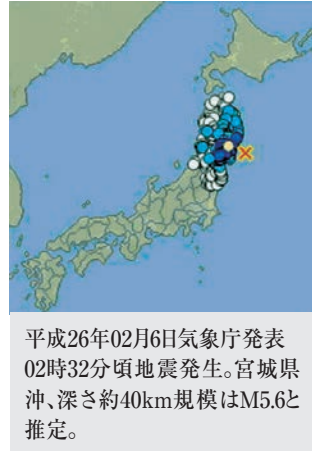 平成26年02月6日気象庁発表
02時32分頃地震発生。宮城県
沖、深さ約40km規模はM5.6と
推定。